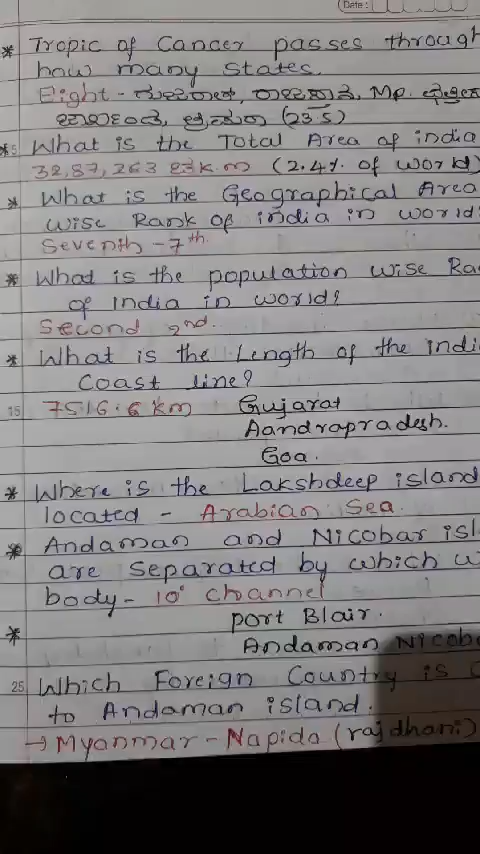 Date :
* Tropic of Cancer passes through
how many states.
Eight - ಗುಜರಾತ್, ರಾಜಸ್ಥಾನ, Mp.
ಜಾರ್ಖಂಡ, ತ್ರಿಪುರಾ (23.5)
*5 What is the Total Area of india
32,87,263 ಚ.ಕಿ.m (2.4% of world)
* What is the Geographical Area
wise Rank of india in world?
Seventh - 7th.
* What is the population wise Ra
of India in world?
Second 2nd.
* What is the Length of the indi
Coast line?
15 7516.6 km Gujarat
Aandrapradesh.
Goa.
* Where is the Lakshdeep island
located - Arabian Sea.
* Andaman and Nicobar isl
are separated by which w
body - 10° channel
port Blair.
* Andaman Nicoba
25 Which Foreign Country is
to Andaman island.
→ Myanmar - Napida (rajdhani)